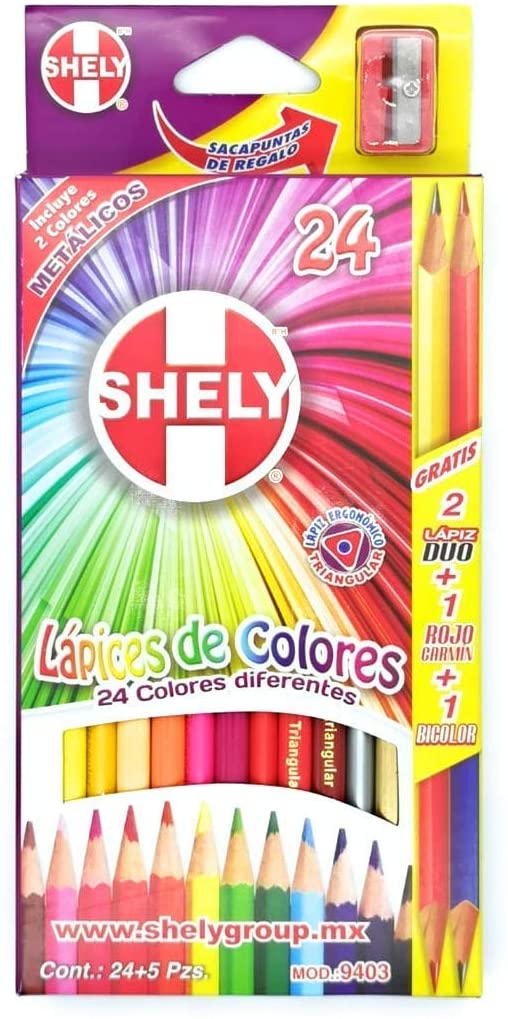 SHELY
®
SACAPUNTAS
DE REGALO
Incluye
2 Colores
METÁLICOS
24
SHELY
®
LÁPIZ ERGONÓMICO
TRIANGULAR
GRATIS
2
LÁPIZ
DUO
+
1
ROJO
CARMIN
+
1
BICOLOR
Lápices de Colores
24 Colores diferentes
Triangular
Triangular
www.shelygroup.mx
Cont.: 24+5 Pzs.
MOD.:9403